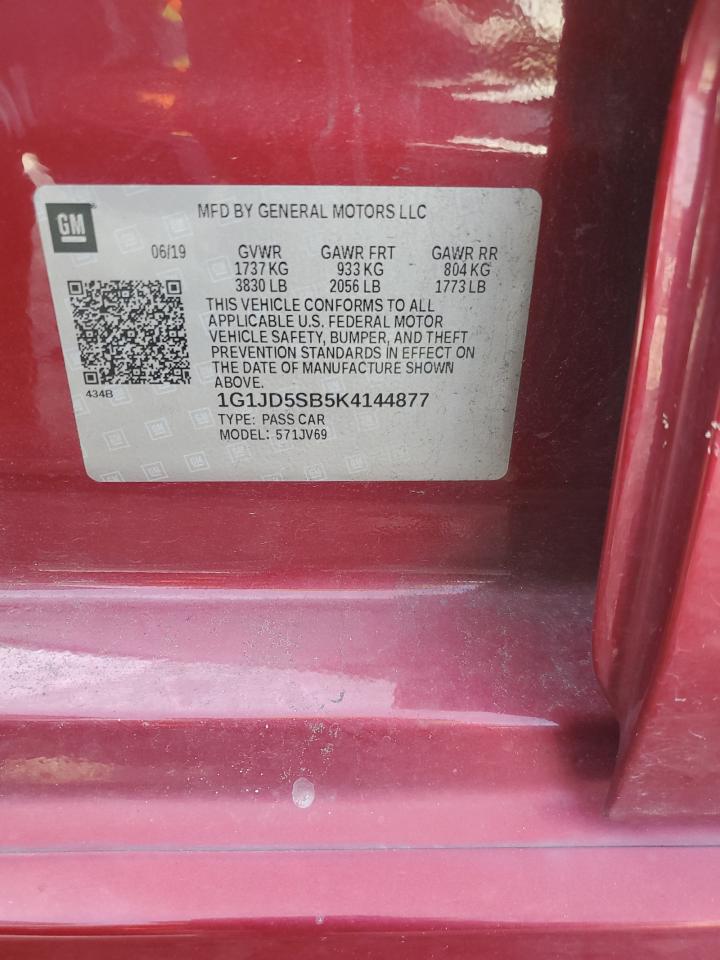 GM
MFD BY GENERAL MOTORS LLC
06/19 GVWR GAWR FRT GAWR RR
1737 KG 933 KG 804 KG
3830 LB 2056 LB 1773 LB
THIS VEHICLE CONFORMS TO ALL
APPLICABLE U.S. FEDERAL MOTOR
VEHICLE SAFETY, BUMPER, AND THEFT
PREVENTION STANDARDS IN EFFECT ON
THE DATE OF MANUFACTURE SHOWN
ABOVE.
434B
1G1JD5SB5K4144877
TYPE: PASS CAR
MODEL: 571JV69